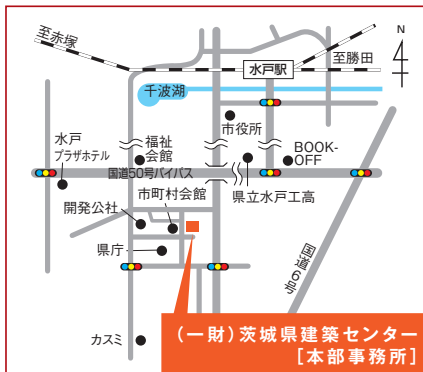 至赤塚
水戸駅
至勝田
N
千波湖
市役所
水戸
プラザホテル
福祉
会館
BOOK-
OFF
国道50号バイパス
県立水戸工高
開発公社
市町村会館
県庁
国道6号
カスミ
(一財)茨城県建築センター
[本部事務所]